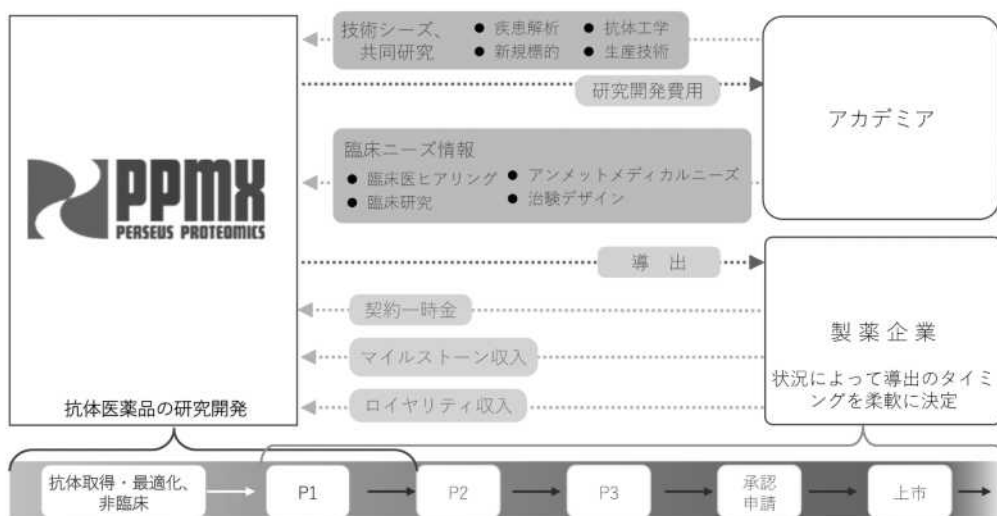 技術シーズ、
共同研究
● 疾患解析
● 抗体工学
● 新規標的
● 生産技術
研究開発費用
アカデミア
臨床ニーズ情報
● 臨床医ヒアリング
● アンメットメディカルニーズ
● 臨床研究
● 治験デザイン
PPMX
PERSEUS PROTEOMICS
導 出
契約一時金
マイルストーン収入
ロイヤリティ収入
製薬企業
状況によって導出のタイミ
ングを柔軟に決定
抗体医薬品の研究開発
抗体取得・最適化、
非臨床
P1
P2
P3
承認
申請
上市